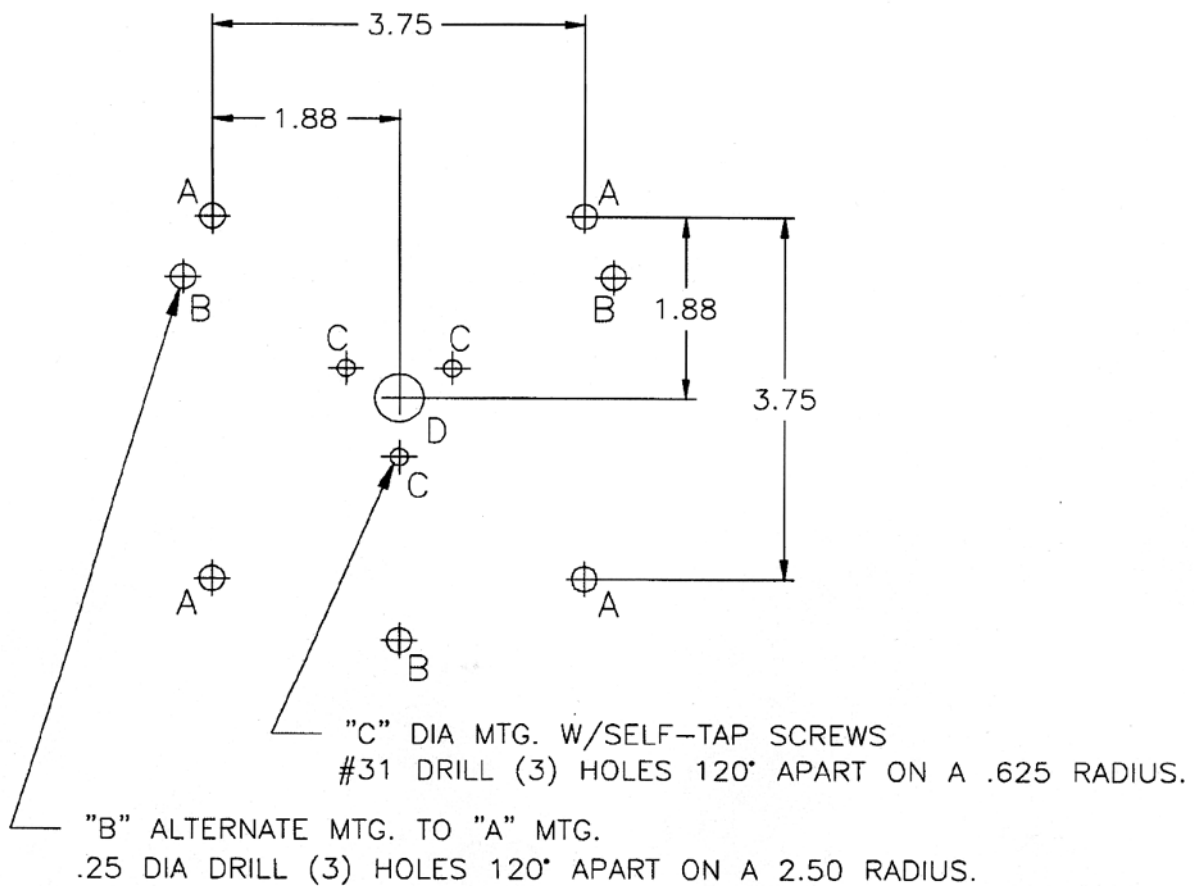 3.75
1.88
A
A
B
B
1.88
C
C
3.75
D
C
A
A
B
"C" DIA MTG. W/SELF-TAP SCREWS
#31 DRILL (3) HOLES 120° APART ON A .625 RADIUS.
"B" ALTERNATE MTG. TO "A" MTG.
.25 DIA DRILL (3) HOLES 120° APART ON A 2.50 RADIUS.